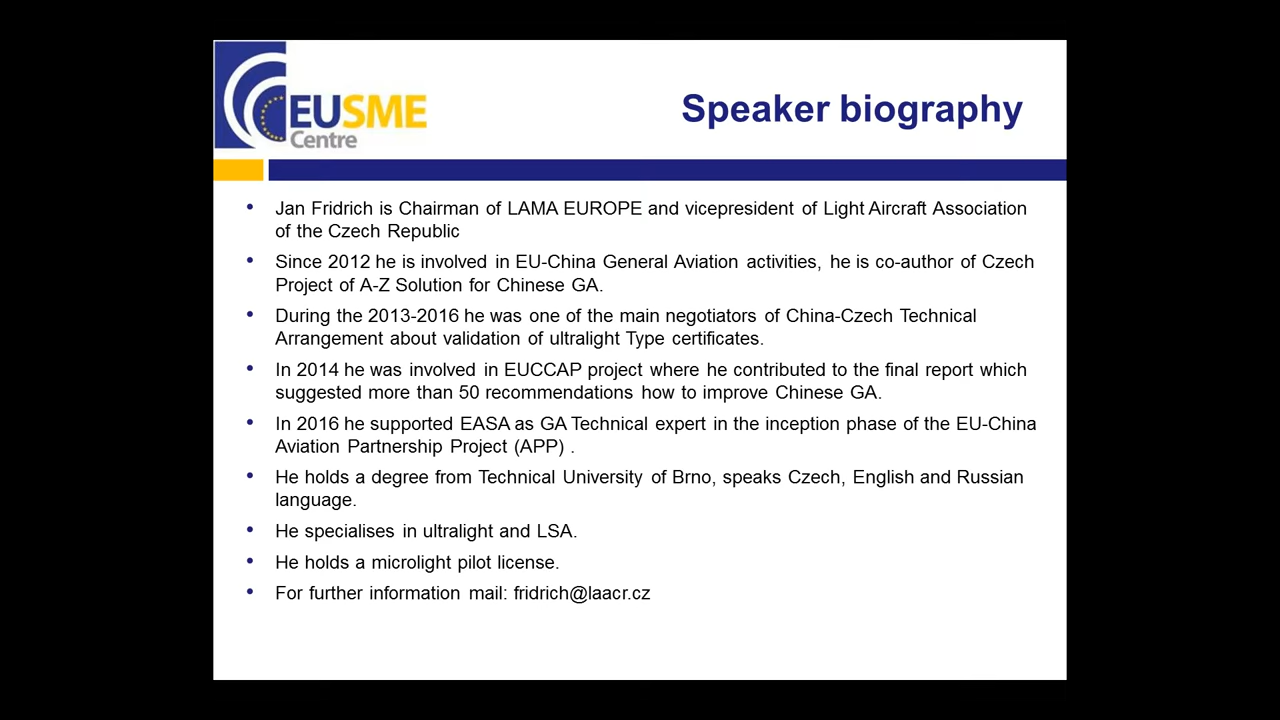 EUSME
Centre
Speaker biography
• Jan Fridrich is Chairman of LAMA EUROPE and vicepresident of Light Aircraft Association
of the Czech Republic
• Since 2012 he is involved in EU-China General Aviation activities, he is co-author of Czech
Project of A-Z Solution for Chinese GA.
• During the 2013-2016 he was one of the main negotiators of China-Czech Technical
Arrangement about validation of ultralight Type certificates.
• In 2014 he was involved in EUCCAP project where he contributed to the final report which
suggested more than 50 recommendations how to improve Chinese GA.
• In 2016 he supported EASA as GA Technical expert in the inception phase of the EU-China
Aviation Partnership Project (APP) .
• He holds a degree from Technical University of Brno, speaks Czech, English and Russian
language.
• He specialises in ultralight and LSA.
• He holds a microlight pilot license.
• For further information mail: fridrich@laacr.cz